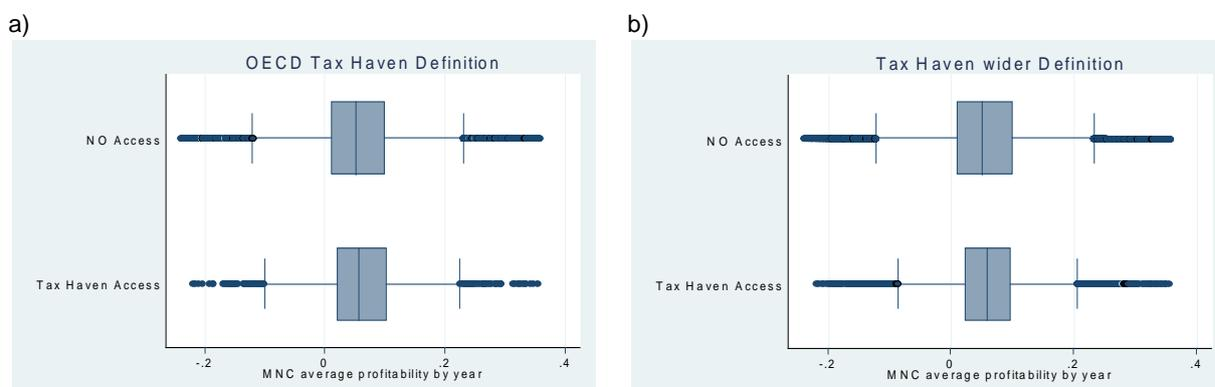 a)
OECD Tax Haven Definition
NO Access
Tax Haven Access
-.2 0 .2 .4
MNC average profitability by year
b)
Tax Haven wider Definition
NO Access
Tax Haven Access
-.2 0 .2 .4
MNC average profitability by year